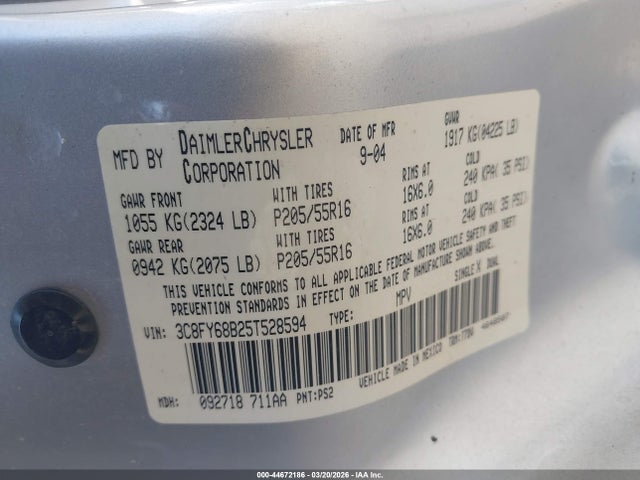 MFD BY DAIMLERCHRYSLER CORPORATION DATE OF MFR 9-04 GVWR 1917 KG(04225 LB)
GAWR FRONT WITH TIRES RIMS AT COLD
1055 KG(2324 LB) P205/55R16 16X6.0 240 KPA( 35 PSI)
GAWR REAR WITH TIRES RIMS AT COLD
0942 KG(2075 LB) P205/55R16 16X6.0 240 KPA( 35 PSI)
THIS VEHICLE CONFORMS TO ALL APPLICABLE FEDERAL MOTOR VEHICLE SAFETY AND THEFT
PREVENTION STANDARDS IN EFFECT ON THE DATE OF MANUFACTURE SHOWN ABOVE.
VIN: 3C8FY68B25T528594 TYPE: MPV SINGLE X DUAL
VEHICLE MADE IN MEXICO TRM:
MDH: 092718 711AA PNT:PS2
000-44672186 - 03/20/2026 - IAAI